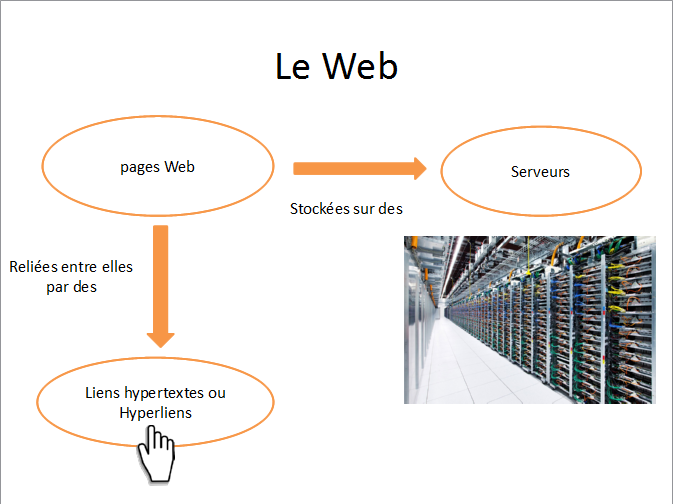 Le Web
pages Web
Stockées sur des
Serveurs
Reliées entre elles
par des
Liens hypertextes ou
Hyperliens